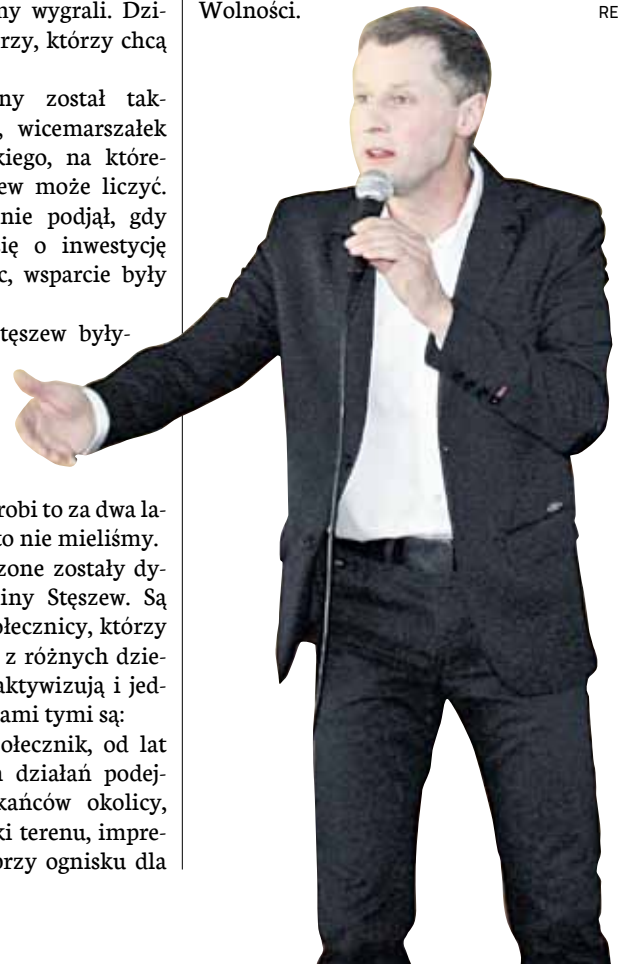 ny wygrali. Dzi-
rzy, którzy chcą
ny został tak-
, wicemarszałek
kiego, na które-
ew może liczyć.
nie podjął, gdy
ię o inwestycję
c, wsparcie były
tęszew były-
robi to za dwa la-
to nie mieliśmy.
zone zostały dy-
iny Stęszew. Są
ołecznicy, którzy
z różnych dzie-
aktywizują i jed-
ami tymi są:
ołecznik, od lat
h działań podej-
kańców okolicy,
ki terenu, impre-
przy ognisku dla
Wolności.
RE